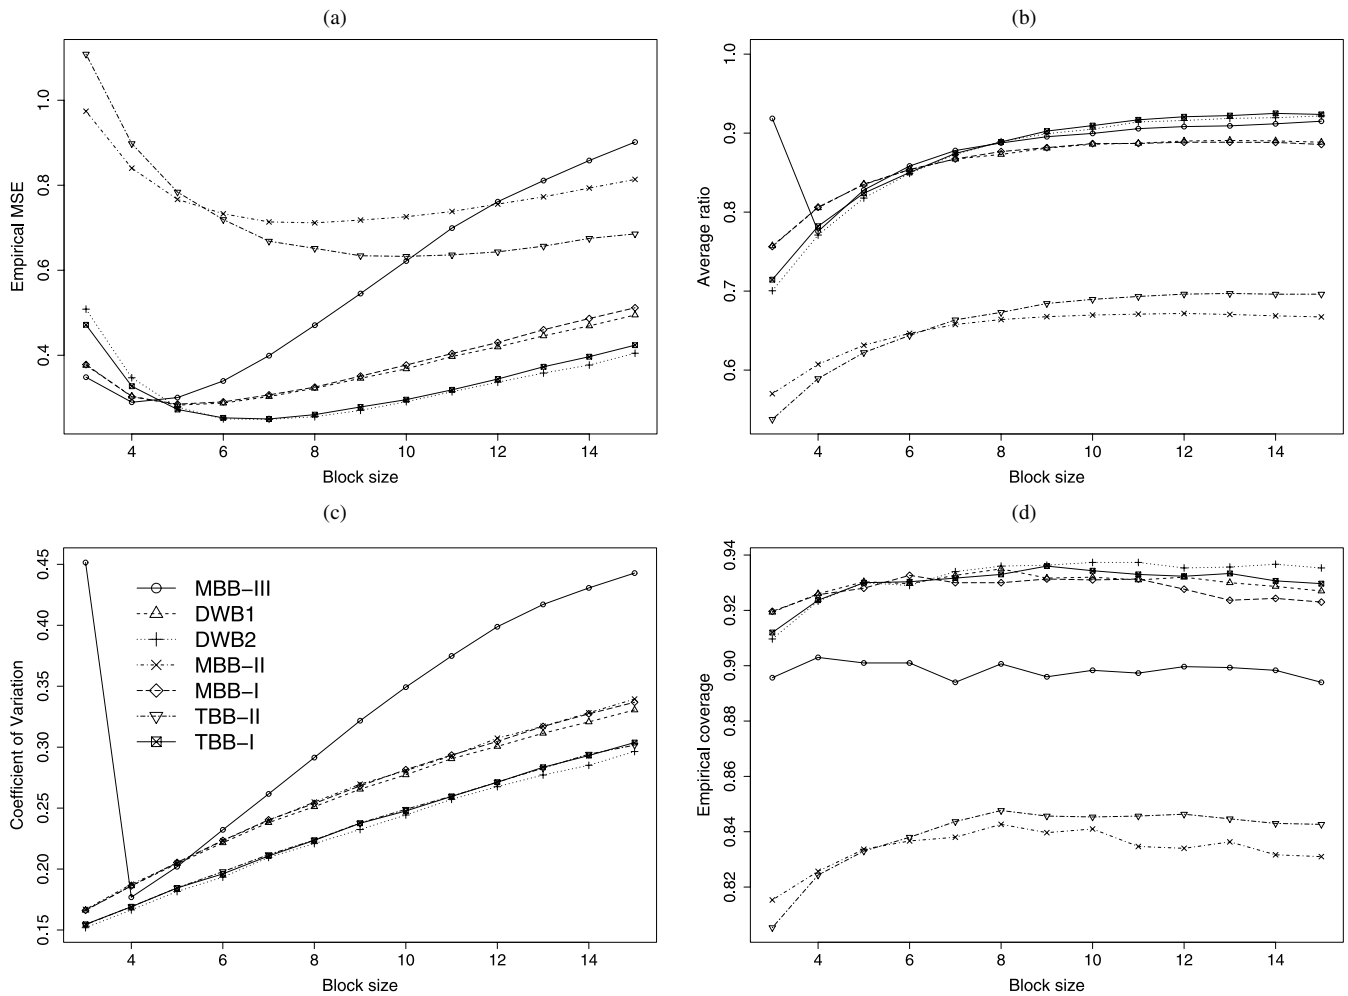 (a)
Empirical MSE
1.0
0.8
0.6
0.4
4 6 8 10 12 14
Block size
(b)
Average ratio
1.0
0.9
0.8
0.7
0.6
4 6 8 10 12 14
Block size
(c)
Coefficient of Variation
0.45
0.40
0.35
0.30
0.25
0.20
0.15
MBB-III
DWB1
DWB2
MBB-II
MBB-I
TBB-II
TBB-I
4 6 8 10 12 14
Block size
(d)
Empirical coverage
0.94
0.92
0.90
0.88
0.86
0.84
0.82
4 6 8 10 12 14
Block size